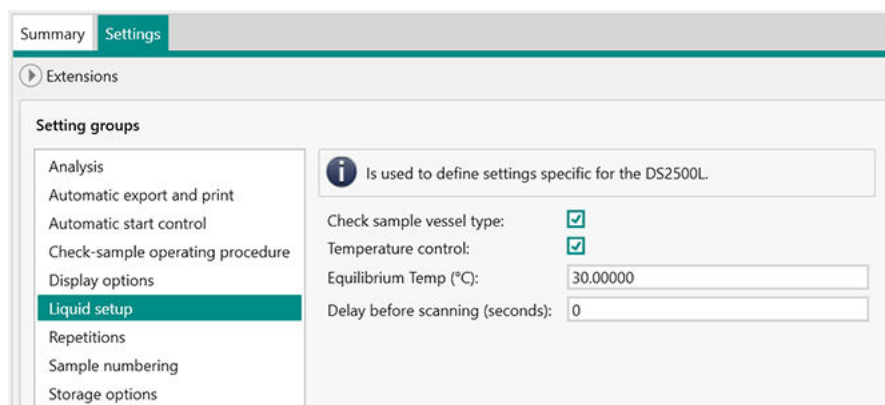 Summary Settings
Extensions
Setting groups
Analysis
Automatic export and print
Automatic start control
Check-sample operating procedure
Display options
Liquid setup
Repetitions
Sample numbering
Storage options
i Is used to define settings specific for the DS2500L.
Check sample vessel type:
Temperature control:
Equilibrium Temp (°C): 30.00000
Delay before scanning (seconds): 0